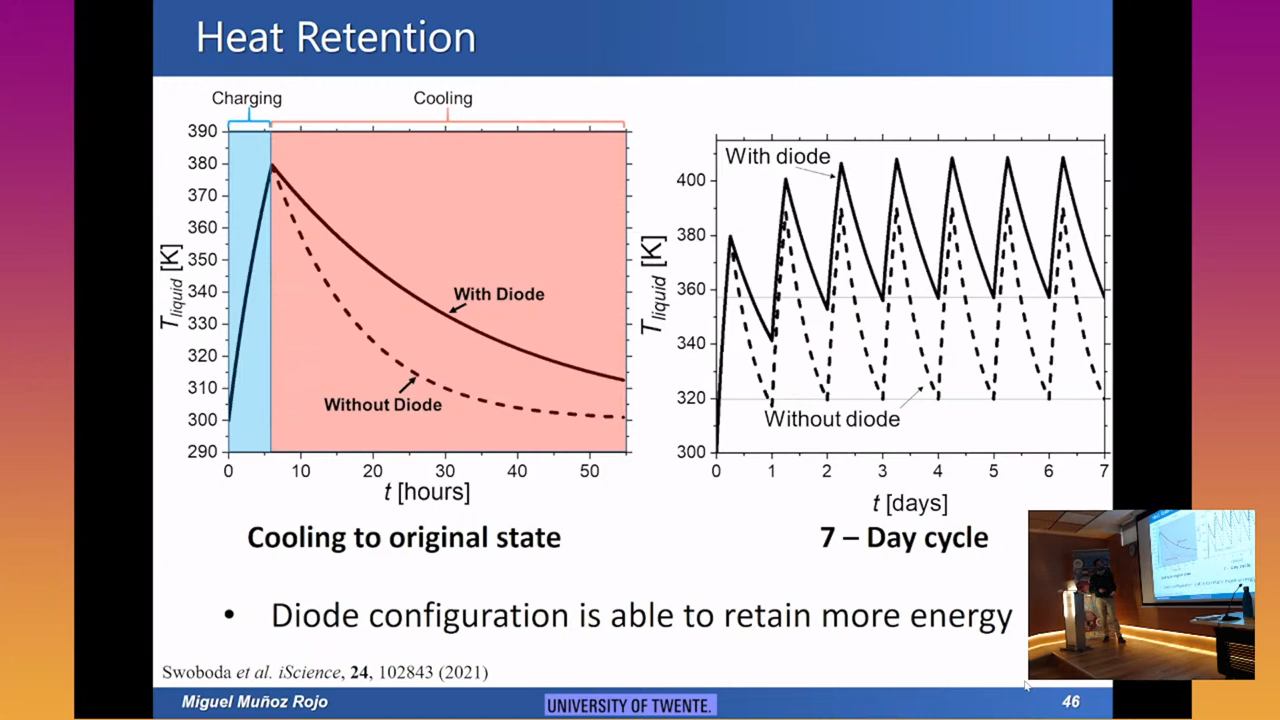 Heat Retention
Charging
Cooling
390
380
370
360
350
340
330
320
310
300
290
T liquid [K]
With Diode
Without Diode
0
10
20
30
40
50
t [hours]
Cooling to original state
With diode
400
380
360
340
320
300
T liquid [K]
Without diode
0
1
2
3
4
5
6
7
t [days]
7 – Day cycle
• Diode configuration is able to retain more energy
Swoboda et al. iScience, 24, 102843 (2021)
Miguel Muñoz Rojo
UNIVERSITY OF TWENTE.
46